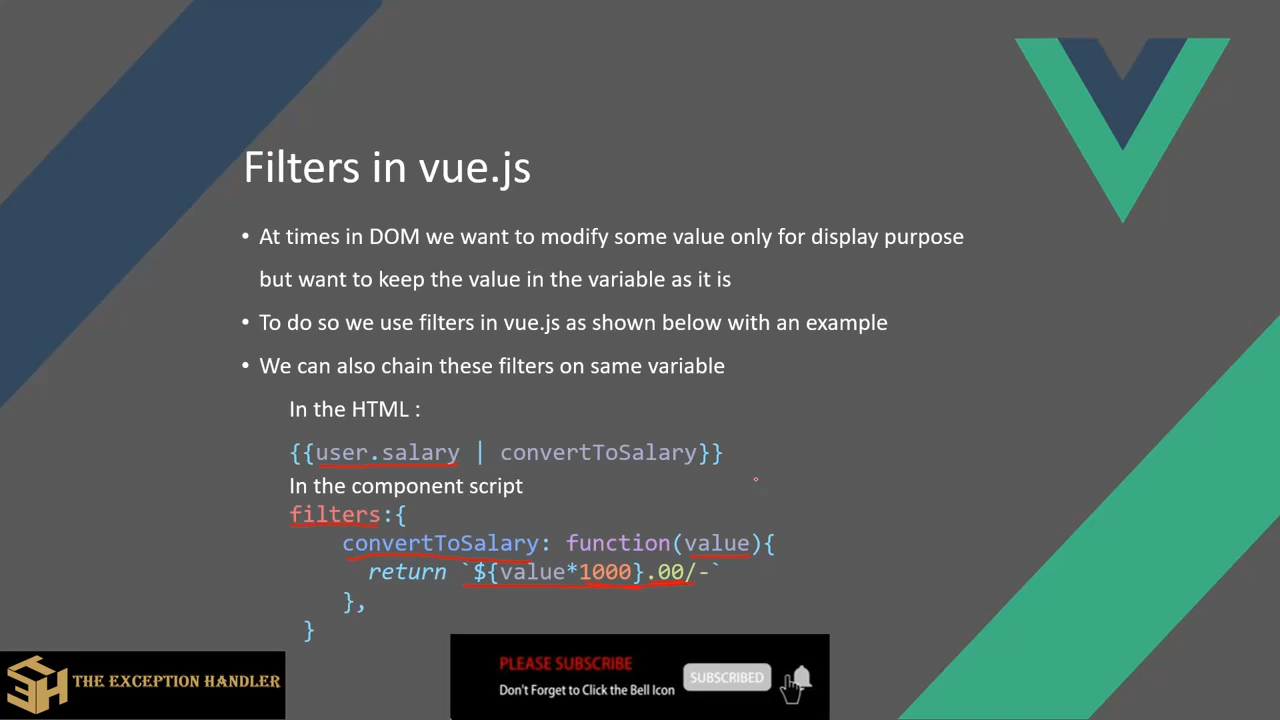 Filters in vue.js
• At times in DOM we want to modify some value only for display purpose
but want to keep the value in the variable as it is
• To do so we use filters in vue.js as shown below with an example
• We can also chain these filters on same variable
In the HTML :
{{user.salary | convertToSalary}}
In the component script
filters:{
convertToSalary: function(value){
return `${value*1000}.00/-`
},
}
THE EXCEPTION HANDLER
PLEASE SUBSCRIBE
Don't Forget to Click the Bell Icon
SUBSCRIBED